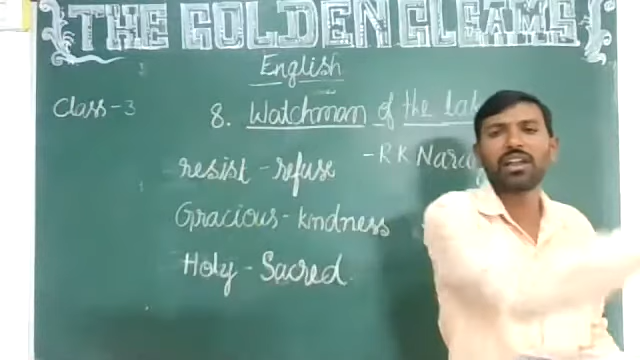 THE GOLDEN GLEAMS
English
Class-3
8. Watchman of the
- R K
resist - refuse
Gracious - kindness
Holy - Sacred